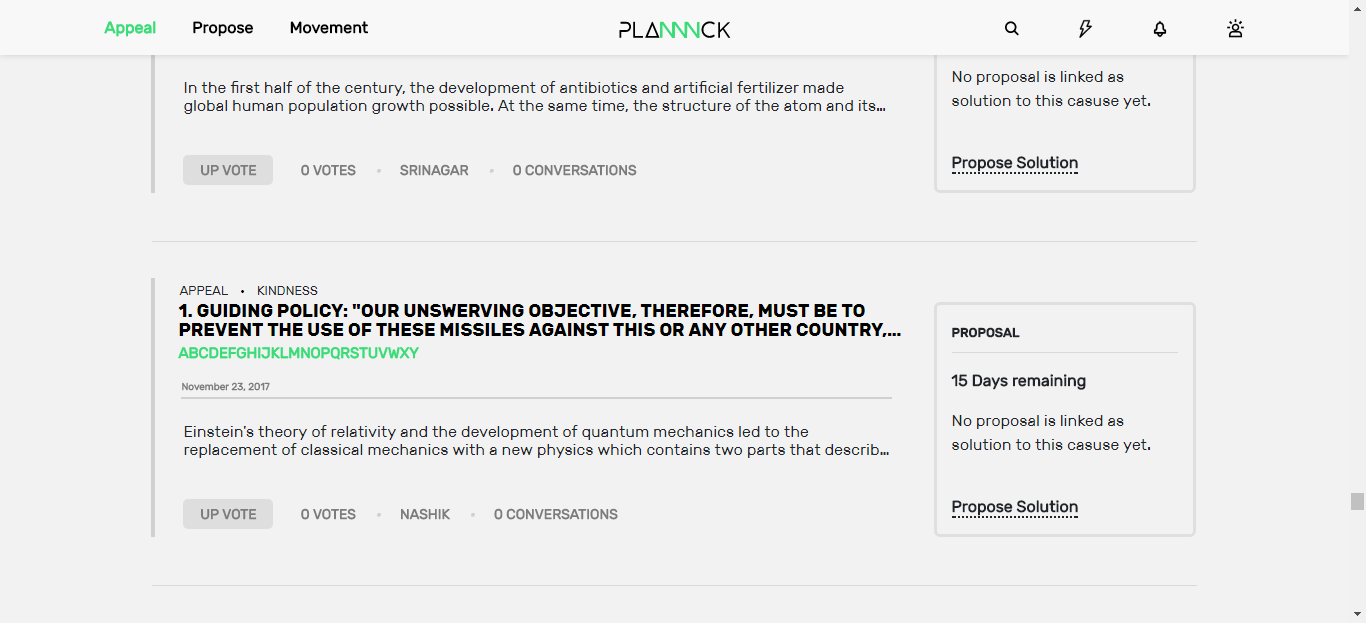 Appeal Propose Movement PLANNNCK
In the first half of the century, the development of antibiotics and artificial fertilizer made
global human population growth possible. At the same time, the structure of the atom and its...
UP VOTE 0 VOTES • SRINAGAR • 0 CONVERSATIONS
No proposal is linked as
solution to this casuse yet.
Propose Solution
APPEAL • KINDNESS
1. GUIDING POLICY: "OUR UNSWERVING OBJECTIVE, THEREFORE, MUST BE TO
PREVENT THE USE OF THESE MISSILES AGAINST THIS OR ANY OTHER COUNTRY,...
ABCDEFGHIJKLMNOPQRSTUVWXY
November 23, 2017
Einstein's theory of relativity and the development of quantum mechanics led to the
replacement of classical mechanics with a new physics which contains two parts that describ...
UP VOTE 0 VOTES • NASHIK • 0 CONVERSATIONS
PROPOSAL
15 Days remaining
No proposal is linked as
solution to this casuse yet.
Propose Solution